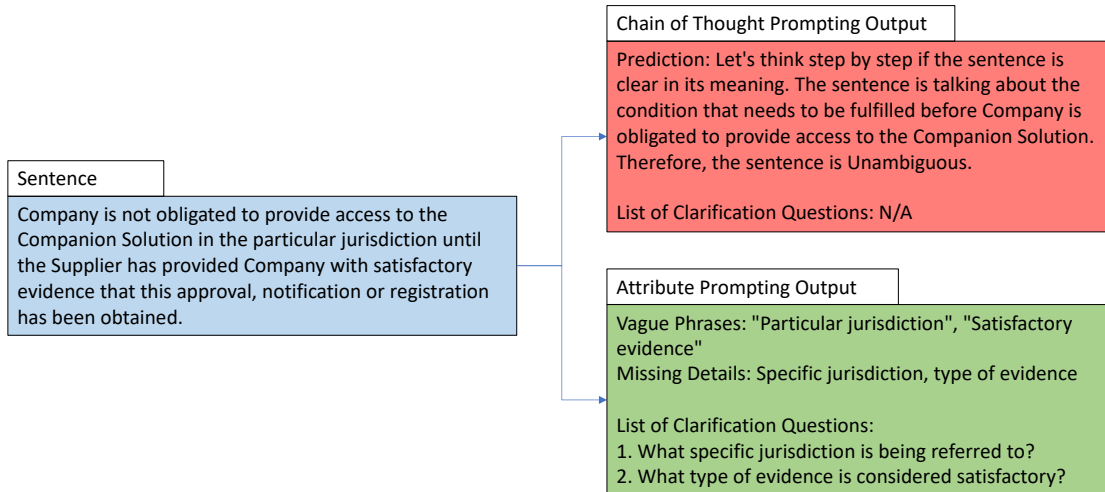 Sentence
Company is not obligated to provide access to the
Companion Solution in the particular jurisdiction until
the Supplier has provided Company with satisfactory
evidence that this approval, notification or registration
has been obtained.
Chain of Thought Prompting Output
Prediction: Let's think step by step if the sentence is
clear in its meaning. The sentence is talking about the
condition that needs to be fulfilled before Company is
obligated to provide access to the Companion Solution.
Therefore, the sentence is Unambiguous.
List of Clarification Questions: N/A
Attribute Prompting Output
Vague Phrases: "Particular jurisdiction", "Satisfactory
evidence"
Missing Details: Specific jurisdiction, type of evidence
List of Clarification Questions:
1. What specific jurisdiction is being referred to?
2. What type of evidence is considered satisfactory?